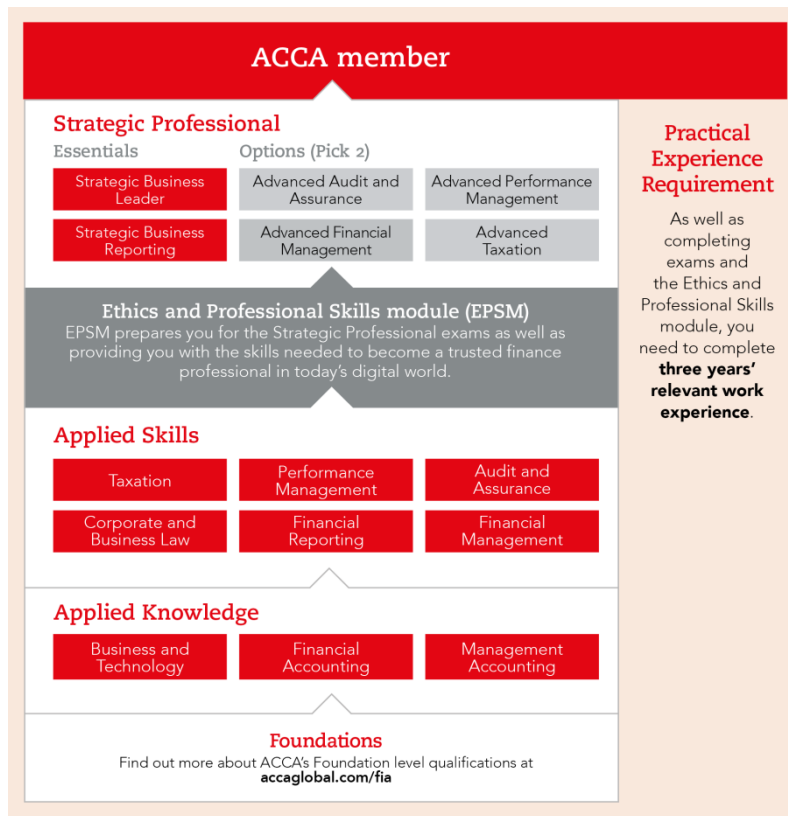 ACCA member
Strategic Professional
Essentials
Options (Pick 2)
Strategic Business
Leader
Advanced Audit and
Assurance
Advanced Performance
Management
Strategic Business
Reporting
Advanced Financial
Management
Advanced
Taxation
Ethics and Professional Skills module (EPSM)
EPSM prepares you for the Strategic Professional exams as well as
providing you with the skills needed to become a trusted finance
professional in today's digital world.
Applied Skills
Taxation
Performance
Management
Audit and
Assurance
Corporate and
Business Law
Financial
Reporting
Financial
Management
Applied Knowledge
Business and
Technology
Financial
Accounting
Management
Accounting
Foundations
Find out more about ACCA's Foundation level qualifications at
accaglobal.com/fia
Practical
Experience
Requirement
As well as
completing
exams and
the Ethics and
Professional Skills
module, you
need to complete
three years'
relevant work
experience.